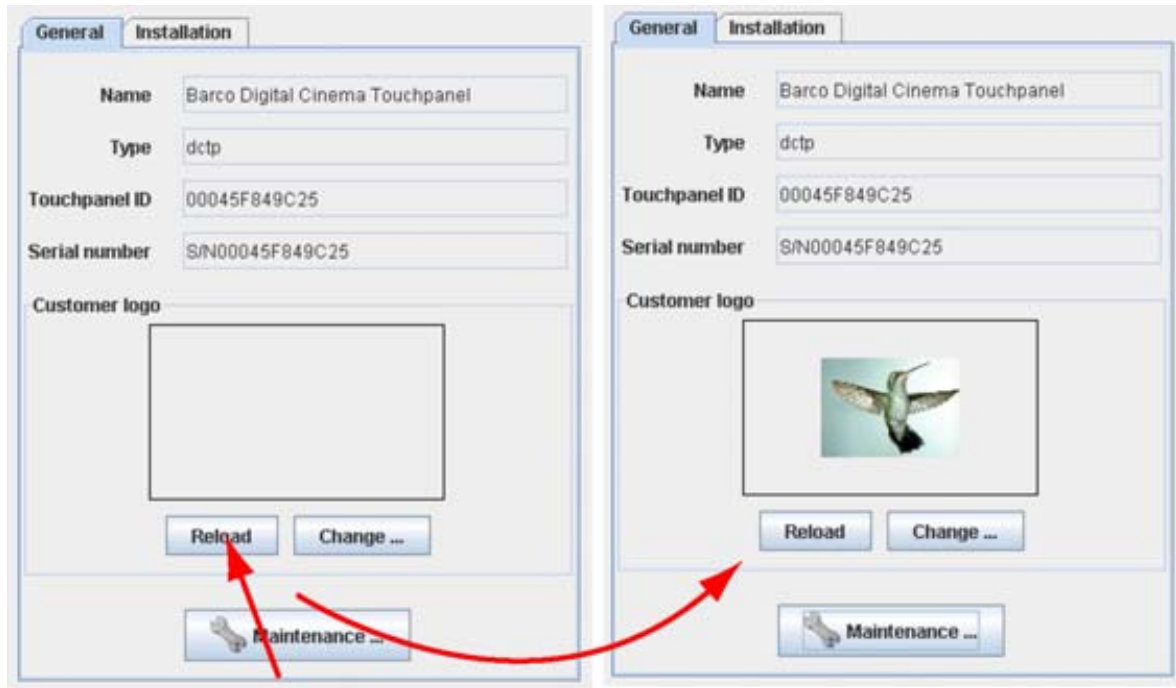 General Installation
Name Barco Digital Cinema Touchpanel
Type dctp
Touchpanel ID 00045F849C25
Serial number S/N00045F849C25
Customer logo
Reload Change ...
Maintenance ...
General Installation
Name Barco Digital Cinema Touchpanel
Type dctp
Touchpanel ID 00045F849C25
Serial number S/N00045F849C25
Customer logo
Reload Change ...
Maintenance ...